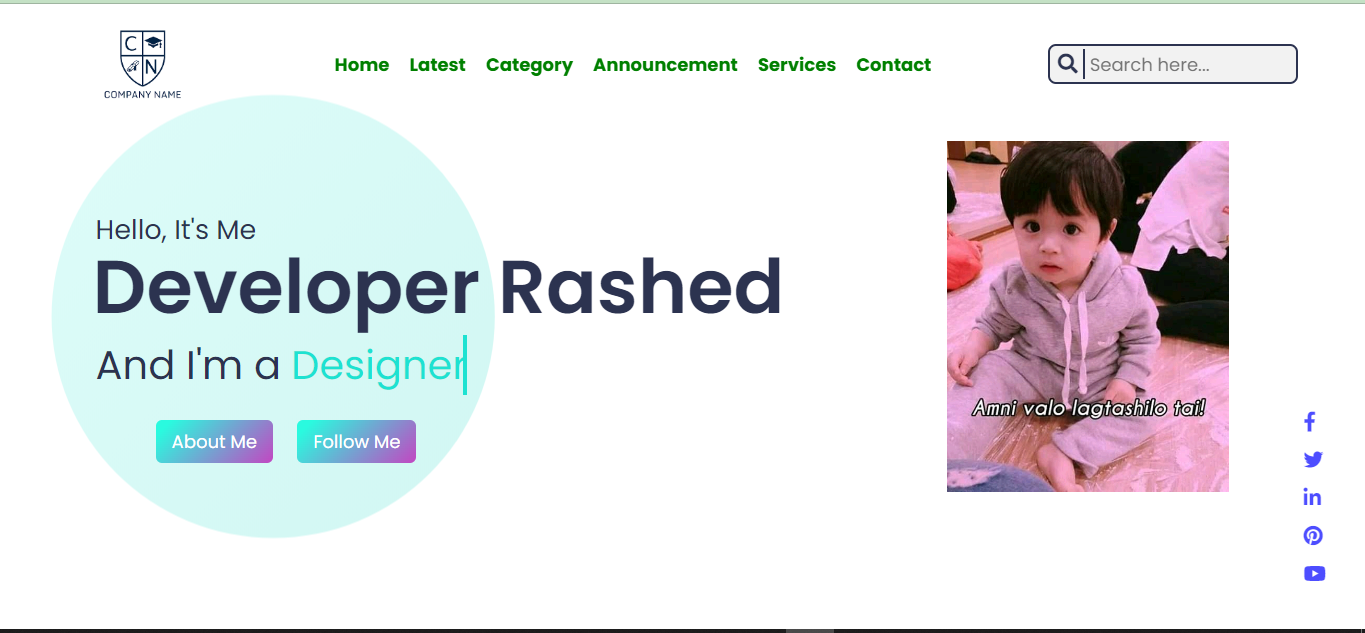 C
N
COMPANY NAME
Home Latest Category Announcement Services Contact
Search here...
Hello, It's Me
Developer Rashed
And I'm a Designer
About Me Follow Me
Amni valo lagtashilo tai!